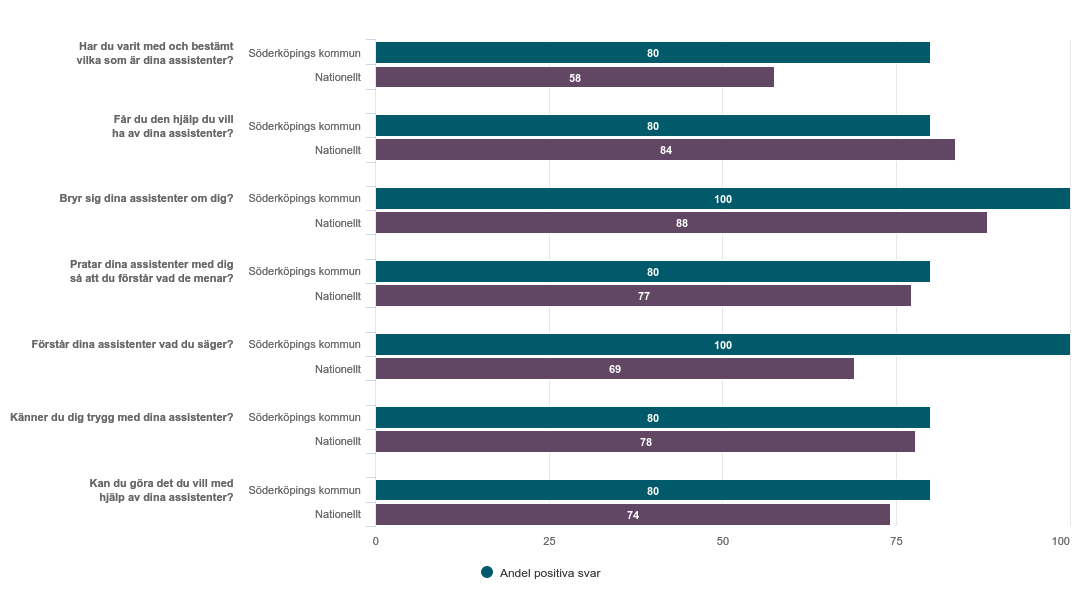 Har du varit med och bestämt
vilka som är dina assistenter?
Söderköpings kommun
80
Nationellt
58
Får du den hjälp du vill
ha av dina assistenter?
Söderköpings kommun
80
Nationellt
84
Bryr sig dina assistenter om dig?
Söderköpings kommun
100
Nationellt
88
Pratar dina assistenter med dig
så att du förstår vad de menar?
Söderköpings kommun
80
Nationellt
77
Förstår dina assistenter vad du säger?
Söderköpings kommun
100
Nationellt
69
Känner du dig trygg med dina assistenter?
Söderköpings kommun
80
Nationellt
78
Kan du göra det du vill med
hjälp av dina assistenter?
Söderköpings kommun
80
Nationellt
74
0 25 50 75 100
Andel positiva svar